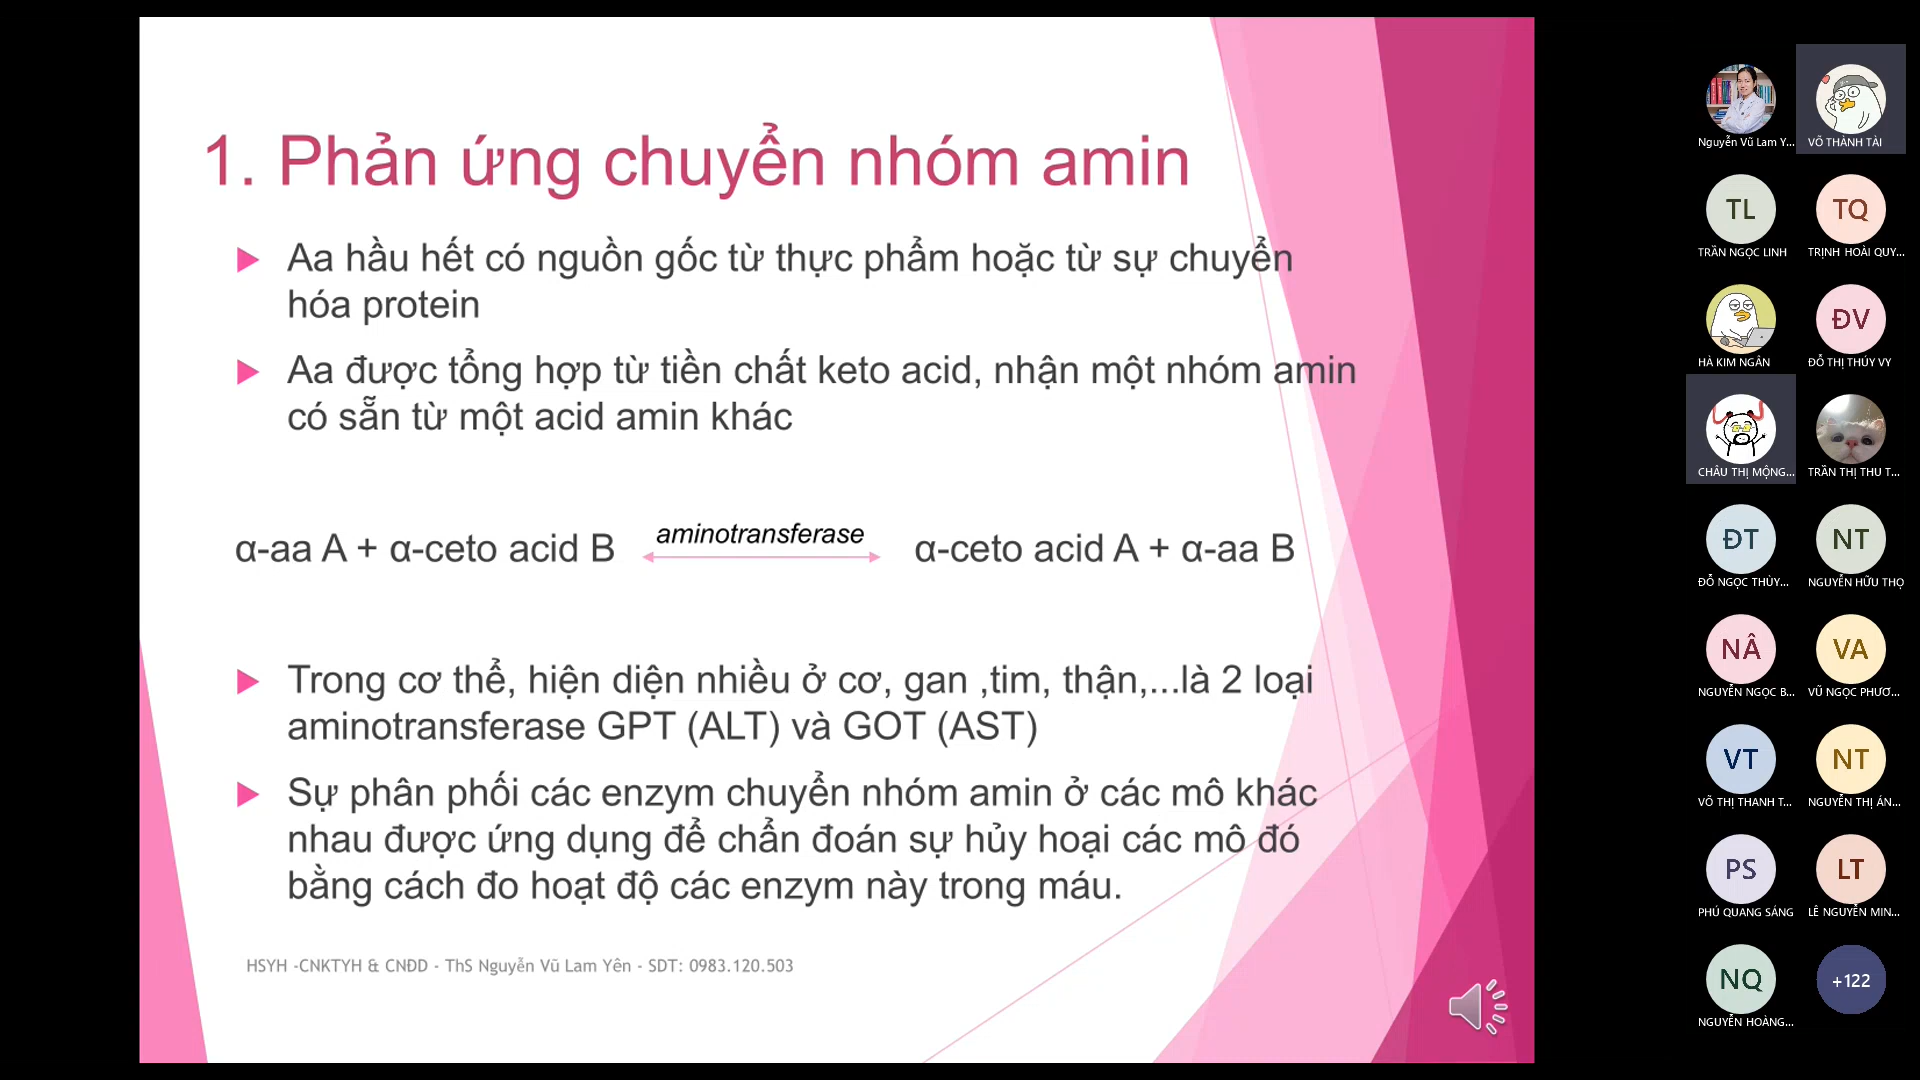 1. Phản ứng chuyển nhóm amin
Aa hầu hết có nguồn gốc từ thực phẩm hoặc từ sự chuyển
hóa protein
Aa được tổng hợp từ tiền chất keto acid, nhận một nhóm amin
có sẵn từ một acid amin khác
α-aa A + α-ceto acid B aminotransferase α-ceto acid A + α-aa B
Trong cơ thể, hiện diện nhiều ở cơ, gan ,tim, thận,...là 2 loại
aminotransferase GPT (ALT) và GOT (AST)
Sự phân phối các enzym chuyển nhóm amin ở các mô khác
nhau được ứng dụng để chẩn đoán sự hủy hoại các mô đó
bằng cách đo hoạt độ các enzym này trong máu.
HSYH -CNKTYH & CNĐD - ThS Nguyễn Vũ Lam Yên - SDT: 0983.120.503
Nguyễn Vũ Lam Y...
VÕ THÀNH TÀI
TL
TRẦN NGỌC LINH
TQ
TRỊNH HOÀI QUY...
HÀ KIM NGÂN
ĐV
ĐỖ THỊ THÚY VY
CHÂU THỊ MỘNG...
TRẦN THỊ THU T...
ĐT
ĐỖ NGỌC THÙY...
NT
NGUYỄN HỮU THỌ
NÂ
NGUYỄN NGỌC B...
VA
VŨ NGỌC PHƯƠ...
VT
VÕ THỊ THANH T...
NT
NGUYỄN THỊ ÁN...
PS
PHÚ QUANG SÁNG
LT
LÊ NGUYỄN MIN...
NQ
NGUYỄN HOÀNG...
+122